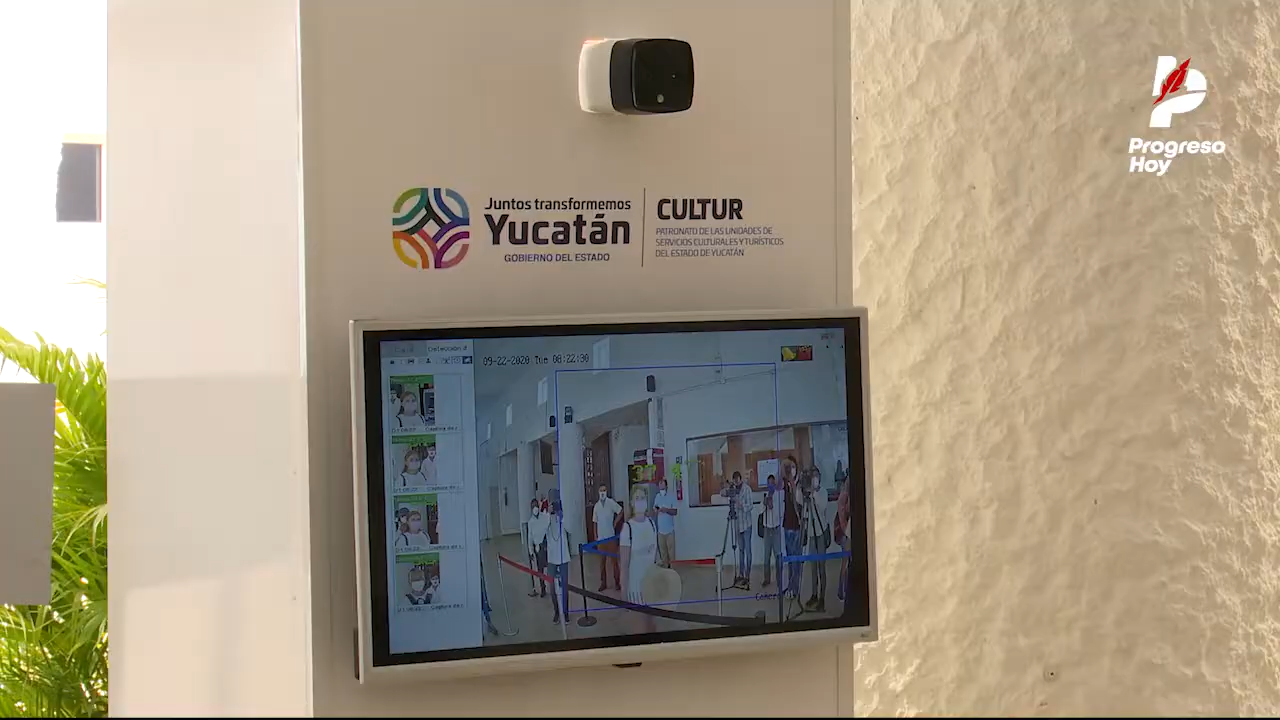 Progreso
Hoy
Juntos transformemos
Yucatán
GOBIERNO DEL ESTADO
CULTUR
PATRONATO DE LAS UNIDADES DE
SERVICIOS CULTURALES Y TURÍSTICOS
DEL ESTADO DE YUCATÁN
09-22-2020 Tue 08:22:30